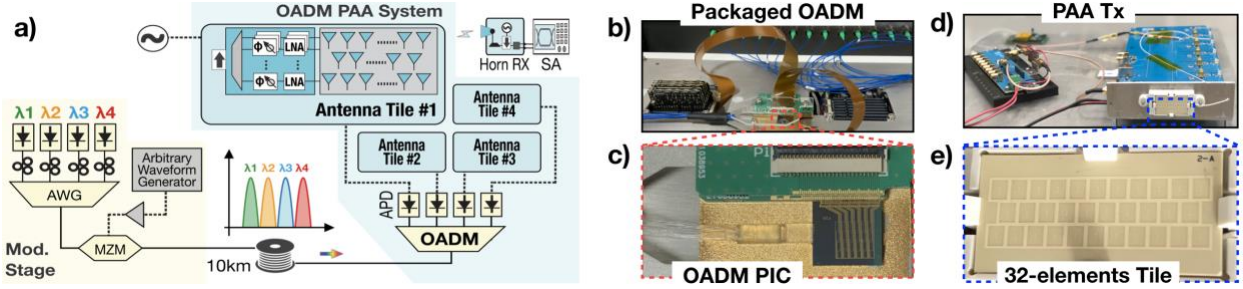 a)
OADM PAA System
Φ
LNA
Φ
LNA
Horn RX
SA
Antenna Tile #1
Antenna
Tile #4
Antenna
Tile #2
Antenna
Tile #3
λ1 λ2 λ3 λ4
AWG
Arbitrary
Waveform
Generator
MZM
Mod.
Stage
λ1 λ2 λ3 λ4
10km
APD
OADM
b)
Packaged OADM
c)
PI
OADM PIC
d)
PAA Tx
e)
2-A
32-elements Tile